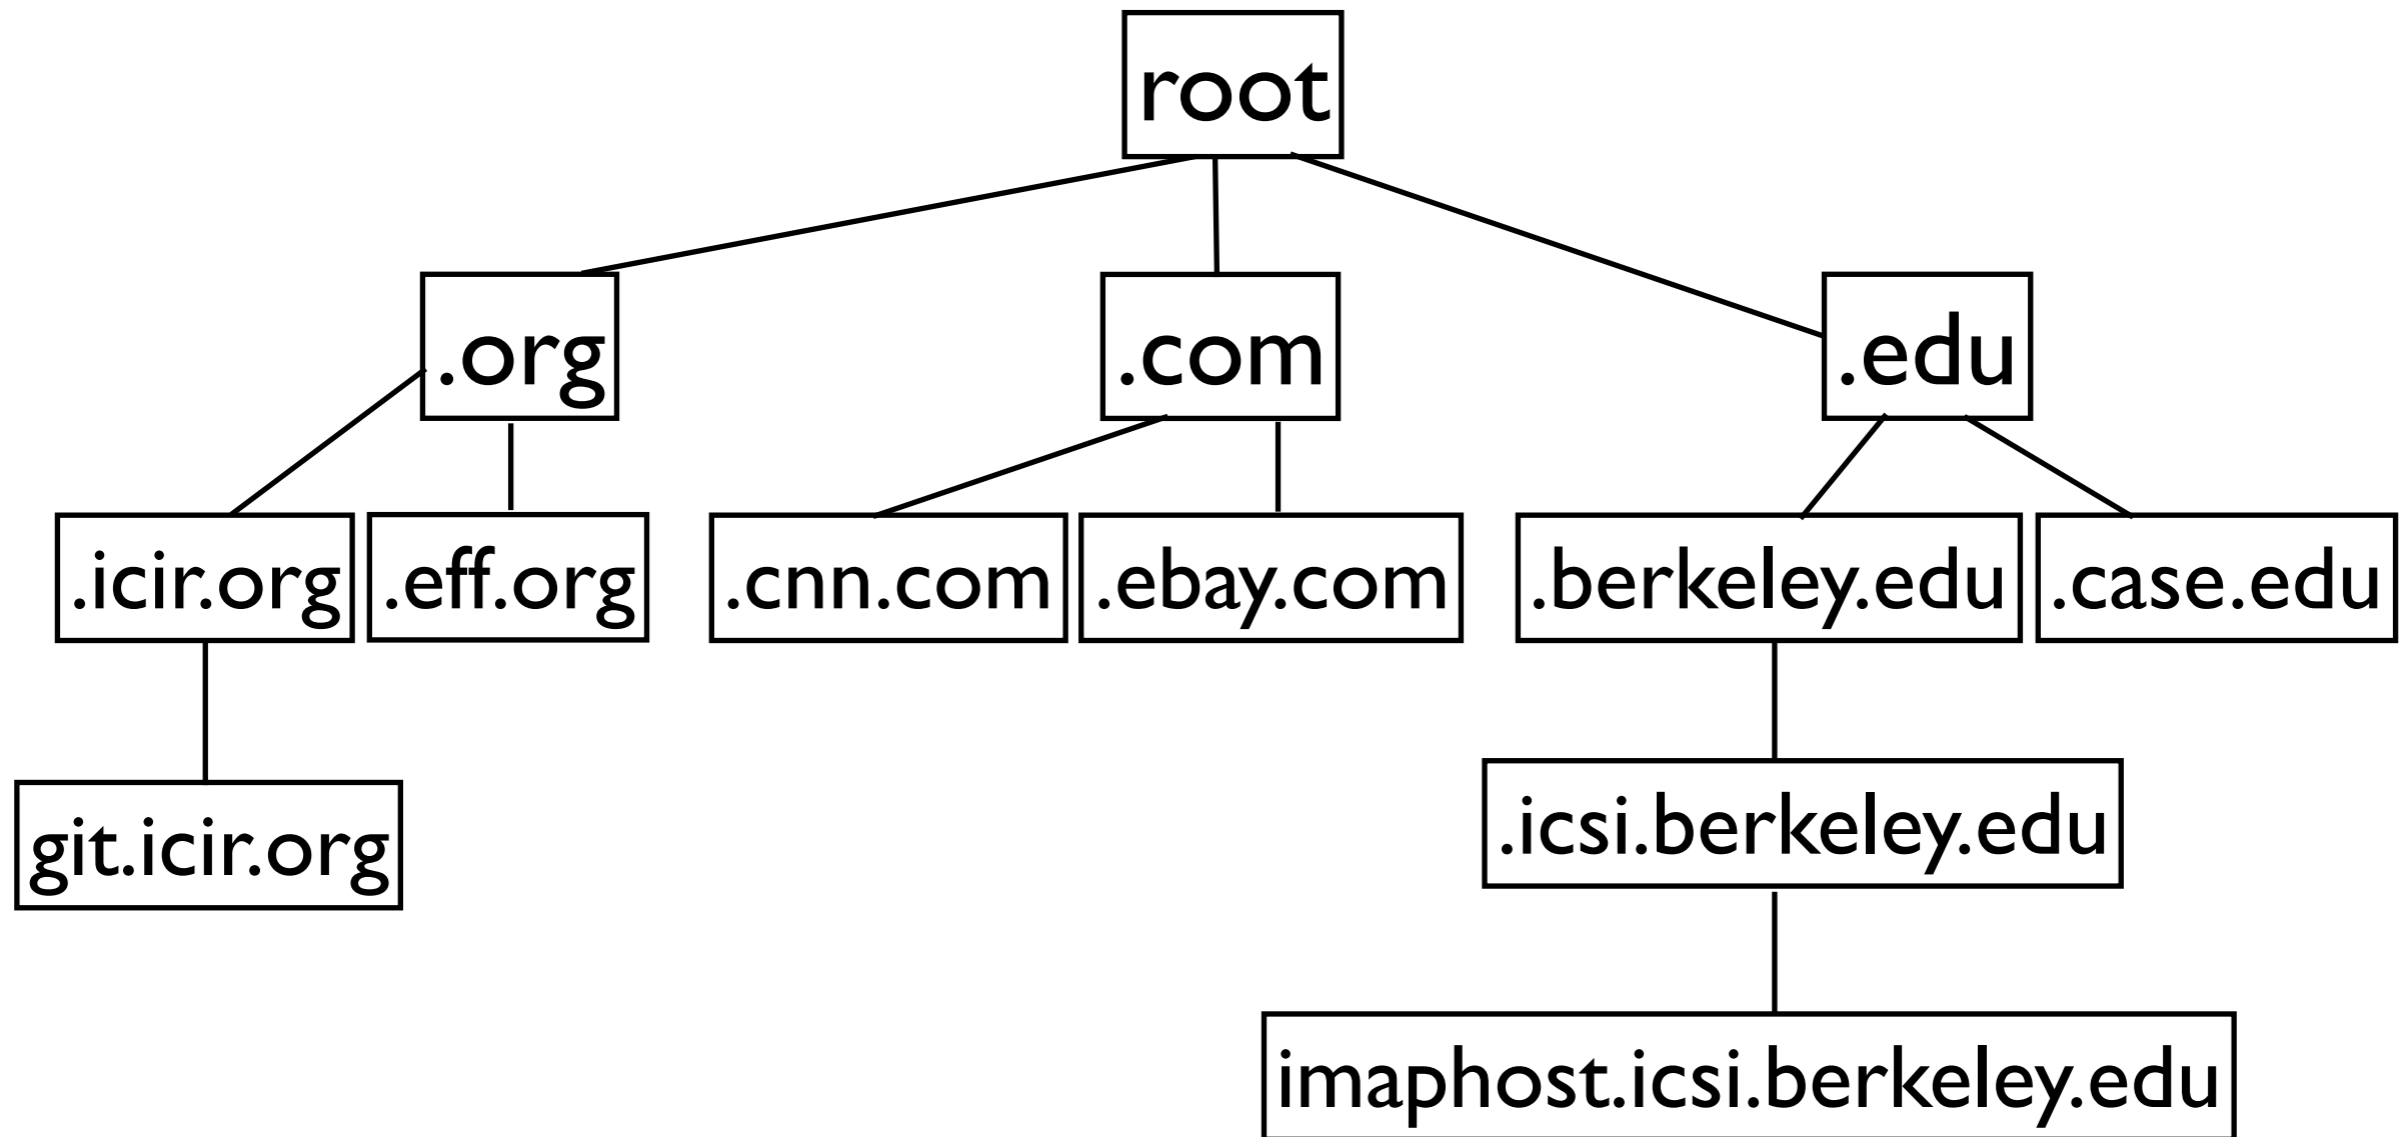 root
.org
.com
.edu
.icir.org
.eff.org
.cnn.com
.ebay.com
.berkeley.edu
.case.edu
git.icir.org
.icsi.berkeley.edu
imaphost.icsi.berkeley.edu